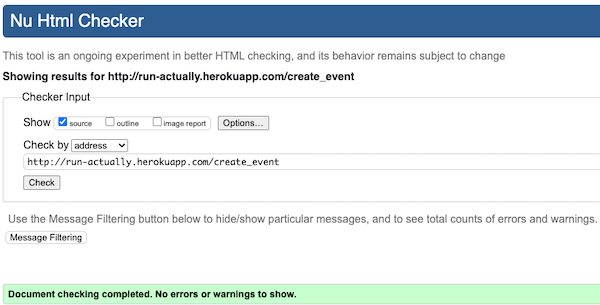 Nu Html Checker
This tool is an ongoing experiment in better HTML checking, and its behavior remains subject to change
Showing results for http://run-actually.herokuapp.com/create_event
Checker Input
Show source outline image report Options...
Check by address
http://run-actually.herokuapp.com/create_event
Check
Use the Message Filtering button below to hide/show particular messages, and to see total counts of errors and warnings.
Message Filtering
Document checking completed. No errors or warnings to show.